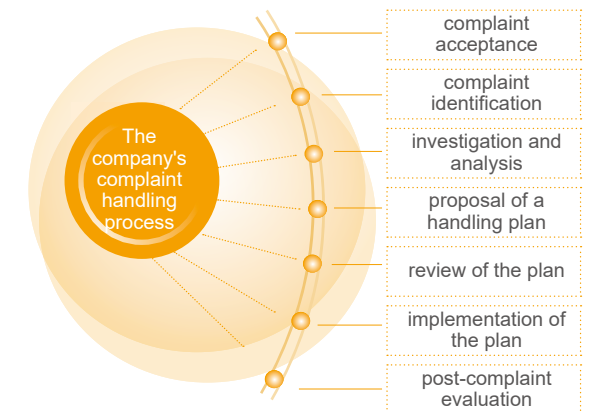 The
company's
complaint
handling
process
complaint
acceptance
complaint
identification
investigation and
analysis
proposal of a
handling plan
review of the plan
implementation of
the plan
post-complaint
evaluation